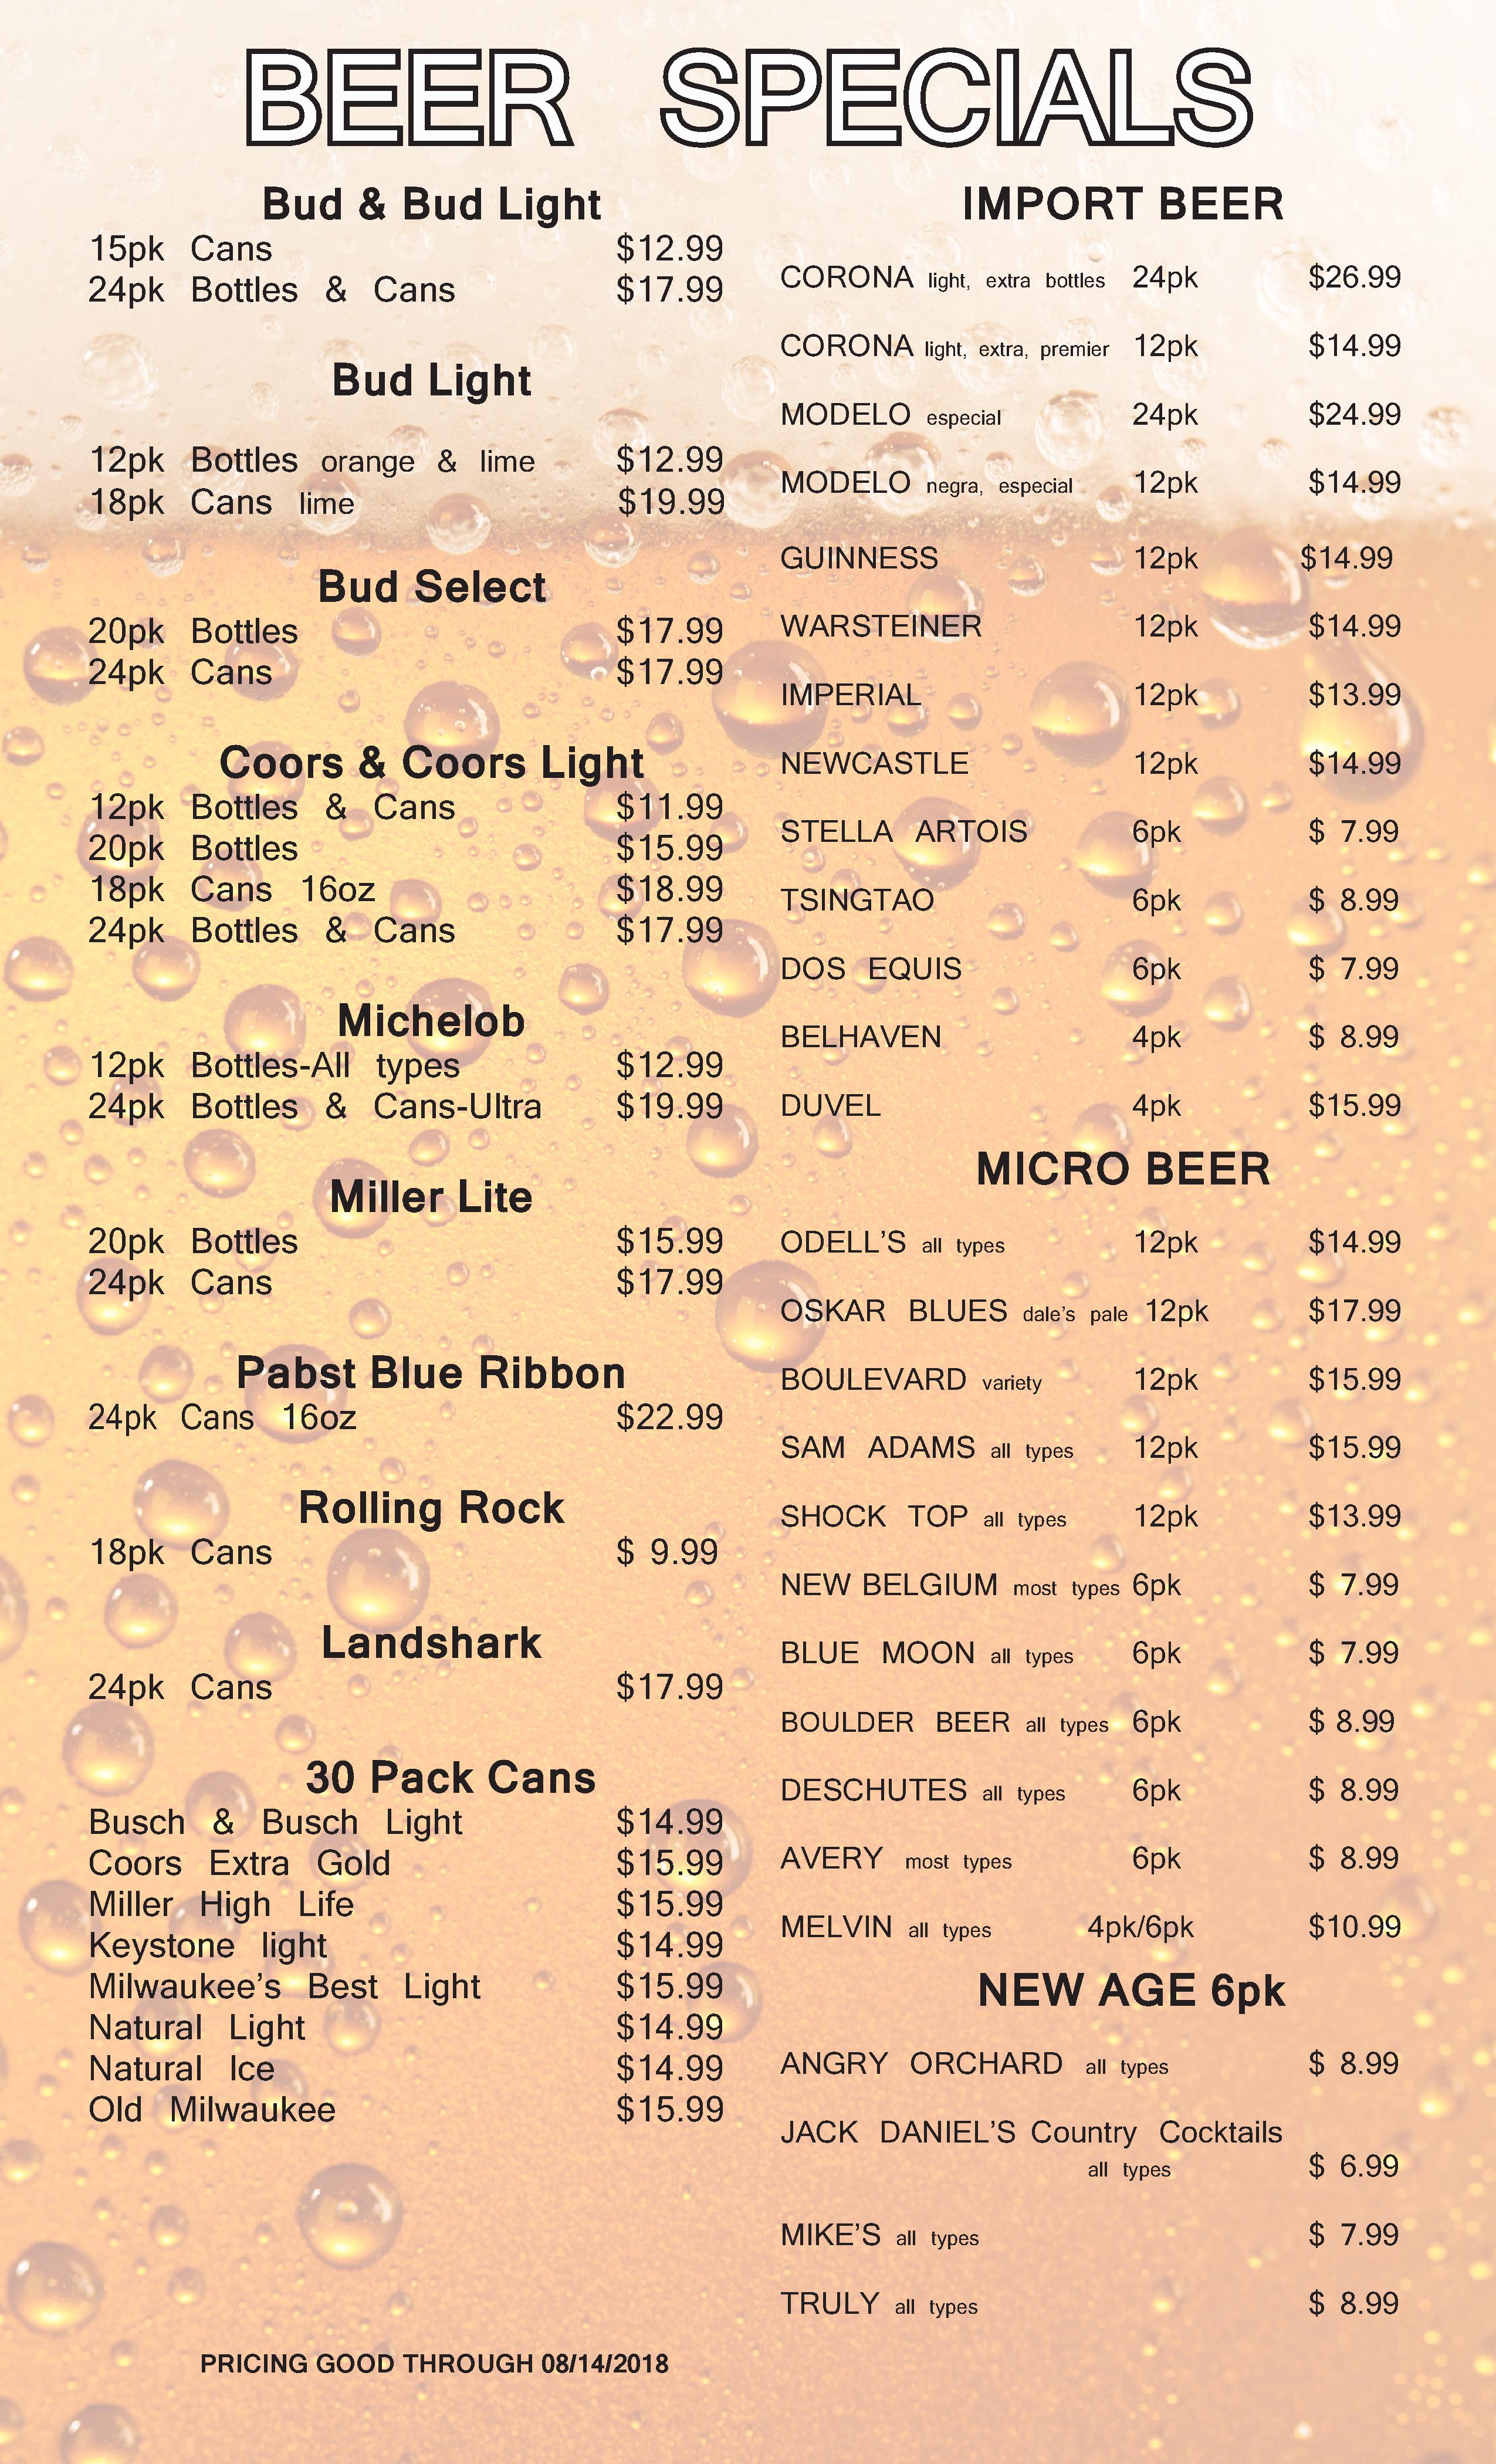 BEER SPECIALS
Bud & Bud Light
15pk Cans $12.99
24pk Bottles & Cans $17.99
Bud Light
12pk Bottles orange & lime $12.99
18pk Cans lime $19.99
Bud Select
20pk Bottles $17.99
24pk Cans $17.99
Coors & Coors Light
12pk Bottles & Cans $11.99
20pk Bottles $15.99
18pk Cans 16oz $18.99
24pk Bottles & Cans $17.99
Michelob
12pk Bottles-All types $12.99
24pk Bottles & Cans-Ultra $19.99
Miller Lite
20pk Bottles $15.99
24pk Cans $17.99
Pabst Blue Ribbon
24pk Cans 16oz $22.99
Rolling Rock
18pk Cans $ 9.99
Landshark
24pk Cans $17.99
30 Pack Cans
Busch & Busch Light $14.99
Coors Extra Gold $15.99
Miller High Life $15.99
Keystone light $14.99
Milwaukee's Best Light $15.99
Natural Light $14.99
Natural Ice $14.99
Old Milwaukee $15.99
PRICING GOOD THROUGH 08/14/2018
IMPORT BEER
CORONA light, extra bottles 24pk $26.99
CORONA light, extra, premier 12pk $14.99
MODELO especial 24pk $24.99
MODELO negra, especial 12pk $14.99
GUINNESS 12pk $14.99
WARSTEINER 12pk $14.99
IMPERIAL 12pk $13.99
NEWCASTLE 12pk $14.99
STELLA ARTOIS 6pk $ 7.99
TSINGTAO 6pk $ 8.99
DOS EQUIS 6pk $ 7.99
BELHAVEN 4pk $ 8.99
DUVEL 4pk $15.99
MICRO BEER
ODELL'S all types 12pk $14.99
OSKAR BLUES dale's pale 12pk $17.99
BOULEVARD variety 12pk $15.99
SAM ADAMS all types 12pk $15.99
SHOCK TOP all types 12pk $13.99
NEW BELGIUM most types 6pk $ 7.99
BLUE MOON all types 6pk $ 7.99
BOULDER BEER all types 6pk $ 8.99
DESCHUTES all types 6pk $ 8.99
AVERY most types 6pk $ 8.99
MELVIN all types 4pk/6pk $10.99
NEW AGE 6pk
ANGRY ORCHARD all types $ 8.99
JACK DANIEL'S Country Cocktails
all types $ 6.99
MIKE'S all types $ 7.99
TRULY all types $ 8.99